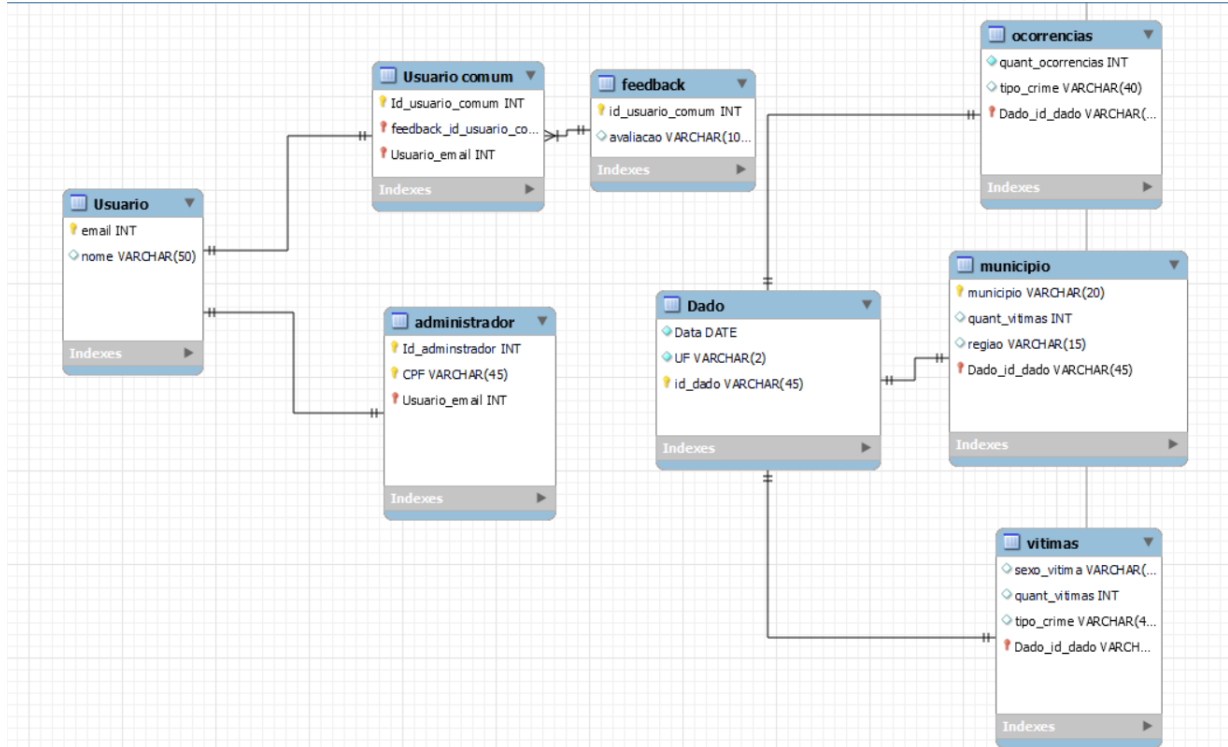 Usuario
email INT
nome VARCHAR(50)
Indexes
Usuario comum
Id_usuario_comum INT
feedback_id_usuario_co...
Usuario_email INT
Indexes
feedback
id_usuario_comum INT
avaliacao VARCHAR(10...
Indexes
administrador
Id_adminstrador INT
CPF VARCHAR(45)
Usuario_email INT
Indexes
Dado
Data DATE
UF VARCHAR(2)
id_dado VARCHAR(45)
Indexes
ocorrencias
quant_ocorrencias INT
tipo_crime VARCHAR(40)
Dado_id_dado VARCHAR(...
Indexes
municipio
municipio VARCHAR(20)
quant_vitimas INT
regiao VARCHAR(15)
Dado_id_dado VARCHAR(45)
Indexes
vitimas
sexo_vitima VARCHAR(...
quant_vitimas INT
tipo_crime VARCHAR(4...
Dado_id_dado VARCH...
Indexes